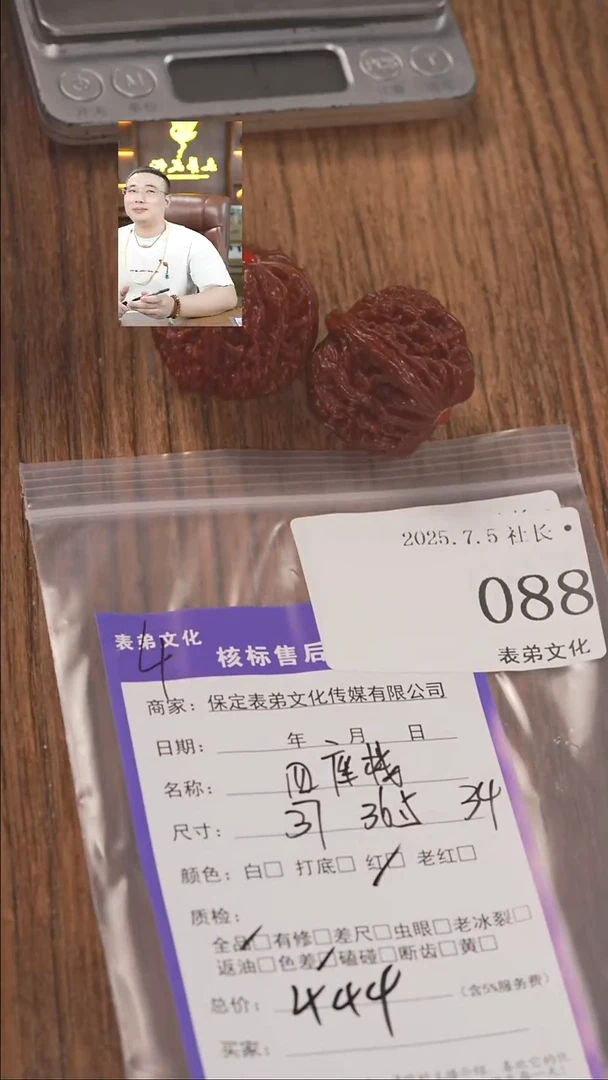 2025.7.5 社长
088
表弟文化
表弟文化
4
核标售后
商家：保定表弟文化传媒有限公司
日期： 年 月 日
名称：四座楼
尺寸：37 36.5 34
颜色：白□ 打底□ 红□ 老红□
质检：
全品□有修□差尺□虫眼□老冰裂□
返油□色差□磕碰□断齿□黄□
总价：444（含5%服务费）
买家：